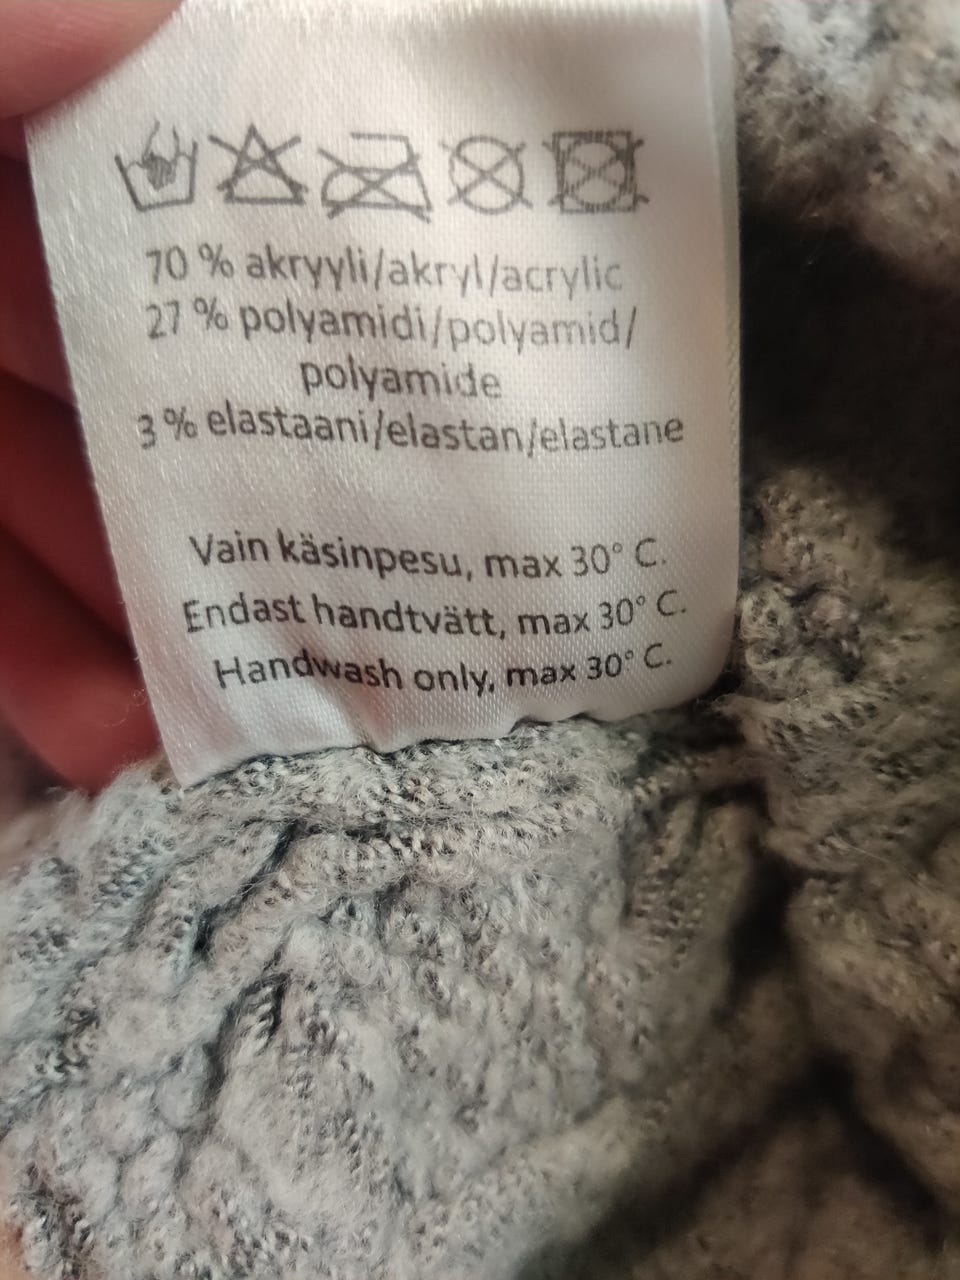 70 % akryyli/akryl/acrylic
27 % polyamidi/polyamid/
polyamide
3 % elastaani/elastan/elastane
Vain käsinpesu, max 30° C.
Endast handtvätt, max 30° C.
Handwash only, max 30° C.